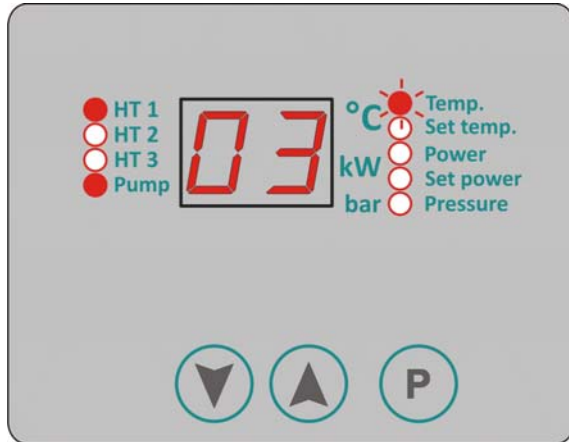 HT 1
HT 2
HT 3
Pump
03
°C
kW
bar
Temp.
Set temp.
Power
Set power
Pressure
P